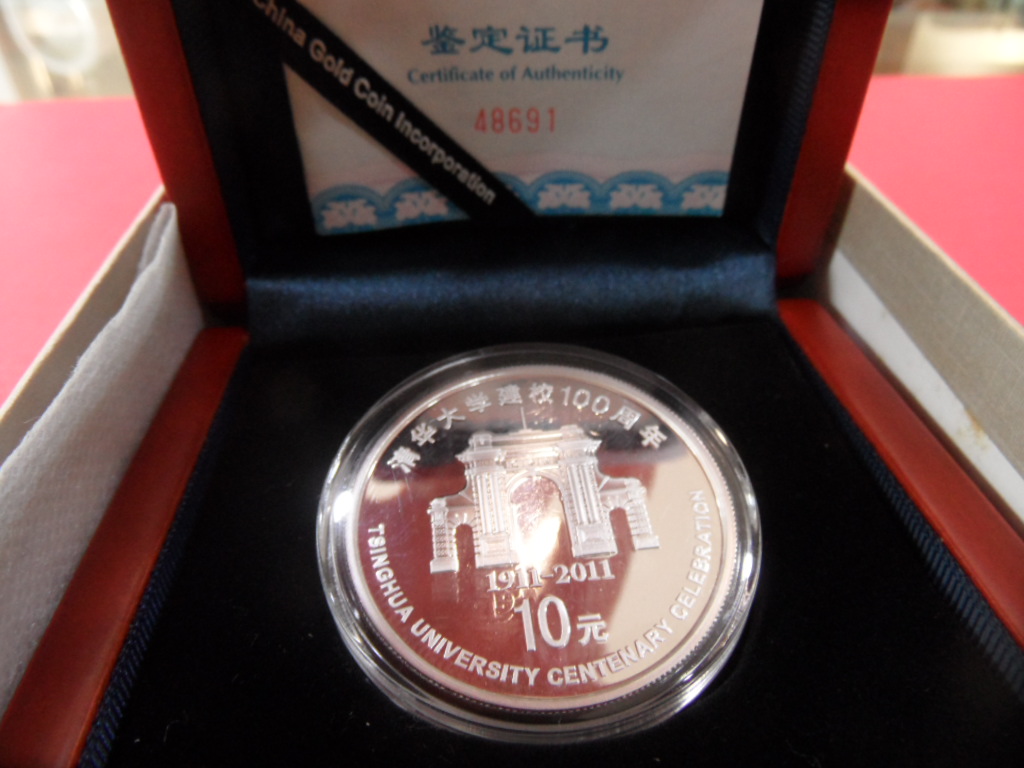 鉴定证书
Certificate of Authenticity
48691
China Gold Coin Incorporation
清华大学建校100周年
1911-2011
10元
TSINGHUA UNIVERSITY CENTENARY CELEBRATION